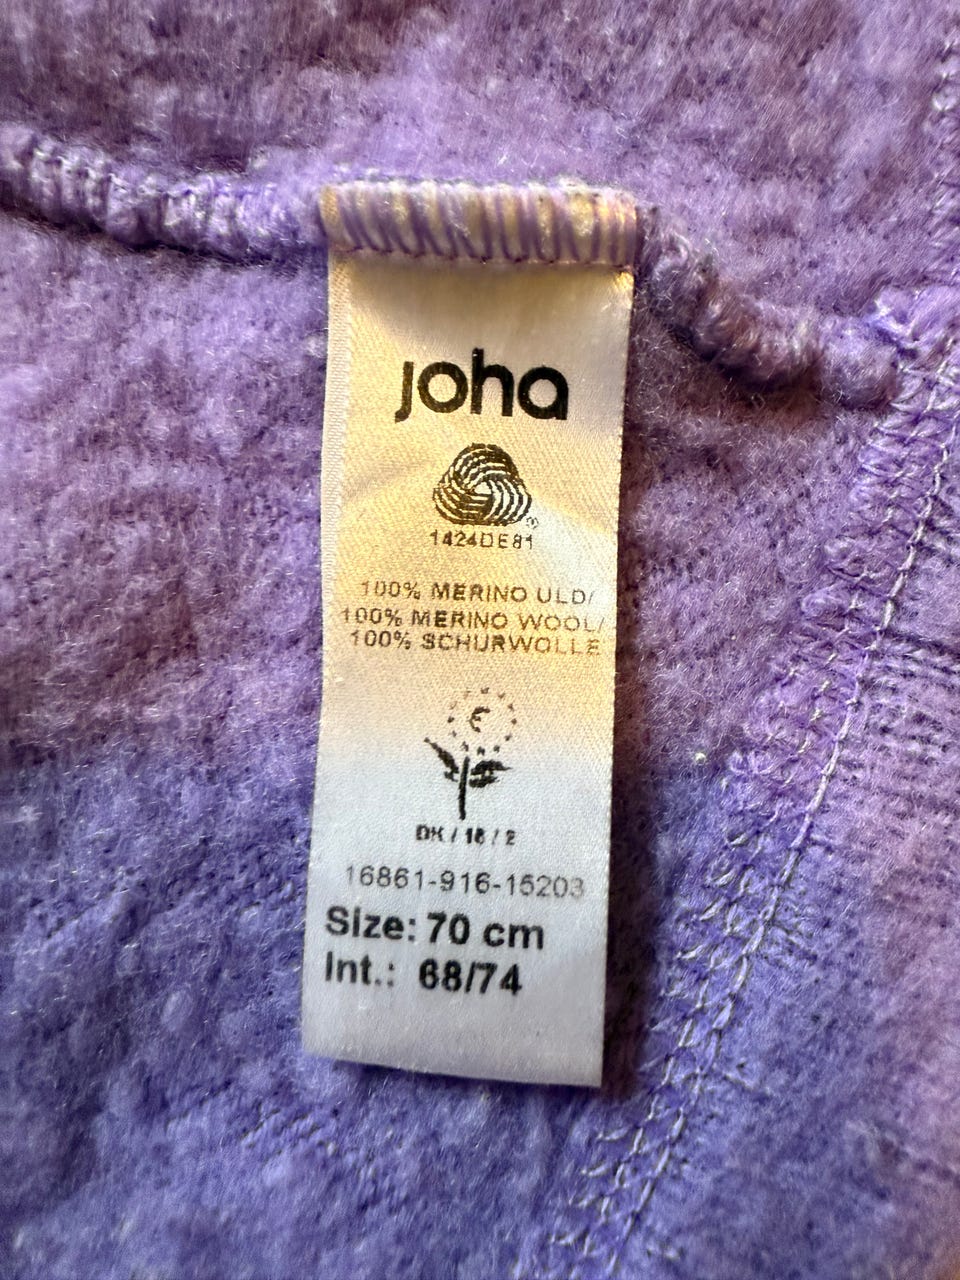 joha
1424DE81
100% MERINO ULD/
100% MERINO WOOL/
100% SCHURWOLLE
DK / 16 / 2
16861-916-15203
Size: 70 cm
Int.: 68/74